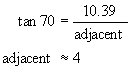 tan 70 = 10.39 / adjacent
adjacent ≈ 4